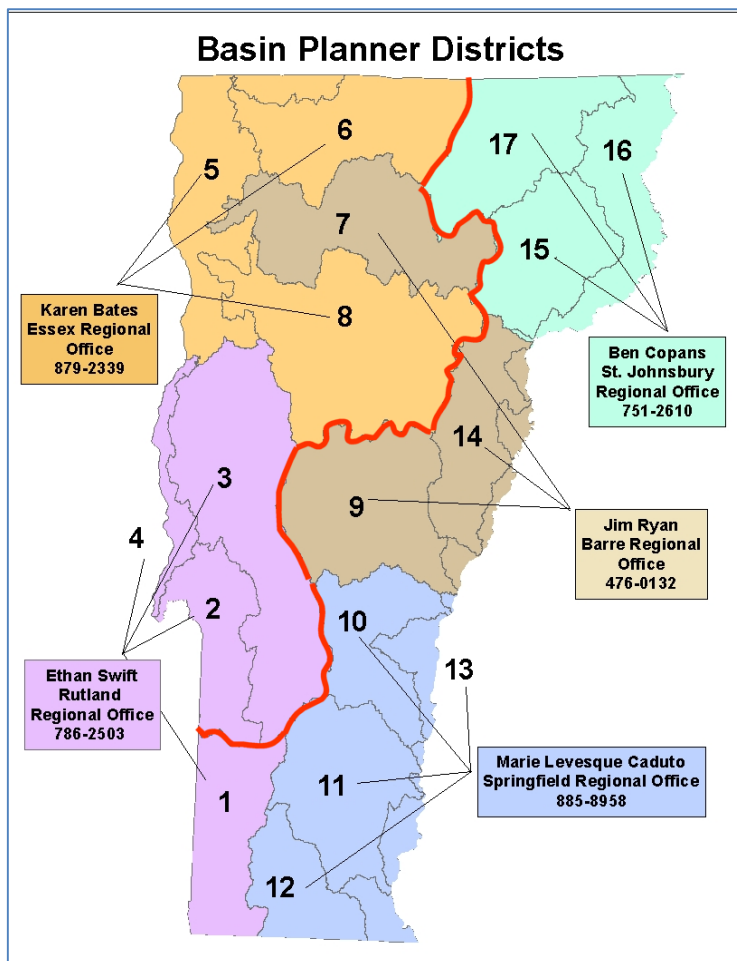 Basin Planner Districts
6
17
16
5
7
15
8
Karen Bates
Essex Regional
Office
879-2339
Ben Copans
St. Johnsbury
Regional Office
751-2610
14
3
9
4
Jim Ryan
Barre Regional
Office
476-0132
2
10
13
Ethan Swift
Rutland
Regional Office
786-2503
Marie Levesque Caduto
Springfield Regional Office
885-8958
11
1
12